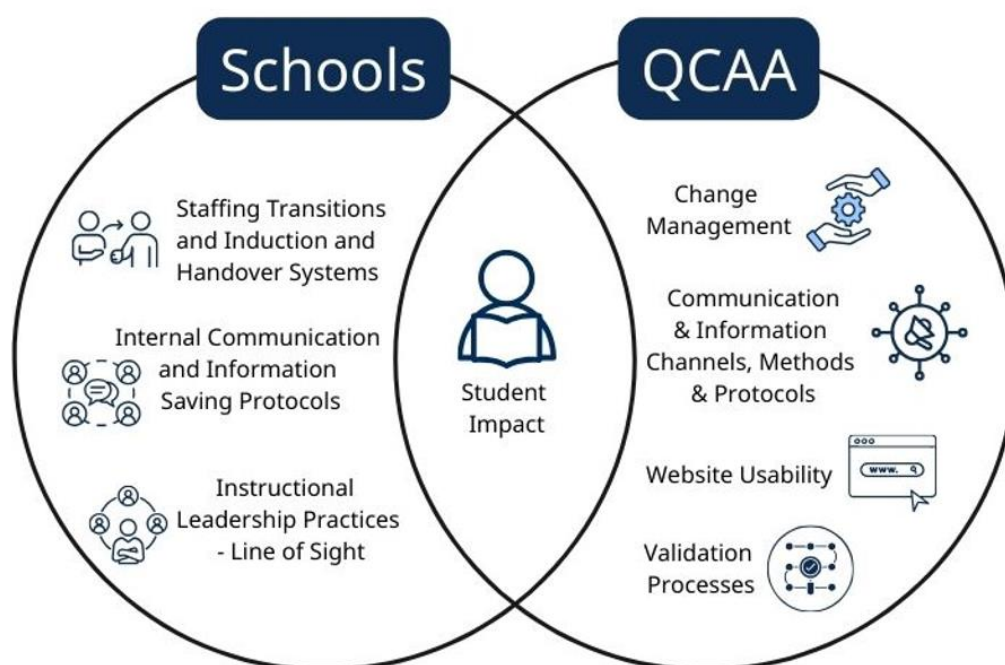 Schools
QCAA
Staffing Transitions
and Induction and
Handover Systems
Internal Communication
and Information
Saving Protocols
Instructional
Leadership Practices
- Line of Sight
Student
Impact
Change
Management
Communication
& Information
Channels, Methods
& Protocols
Website Usability
www.
Validation
Processes